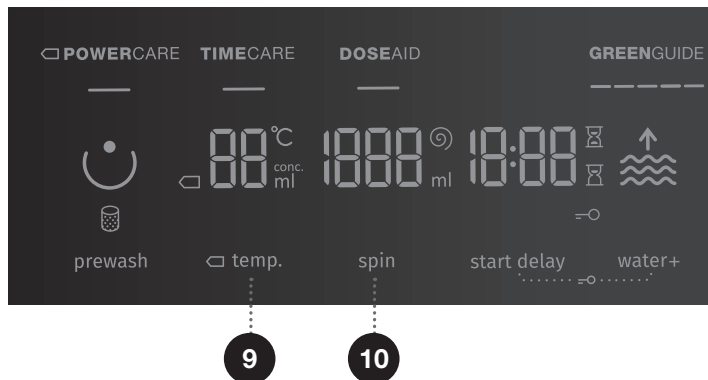 POWERCARE TIMECARE DOSEAID GREENGUIDE
88 °C 1888 18:88
conc.
ml ml
prewash temp. spin start delay water+
9 10